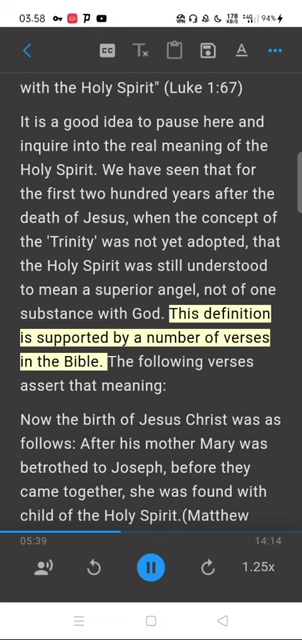 03.58
178
KB/S
94%
CC
with the Holy Spirit" (Luke 1:67)
It is a good idea to pause here and
inquire into the real meaning of the
Holy Spirit. We have seen that for
the first two hundred years after the
death of Jesus, when the concept of
the 'Trinity' was not yet adopted, that
the Holy Spirit was still understood
to mean a superior angel, not of one
substance with God. This definition
is supported by a number of verses
in the Bible. The following verses
assert that meaning:
Now the birth of Jesus Christ was as
follows: After his mother Mary was
betrothed to Joseph, before they
came together, she was found with
child of the Holy Spirit.(Matthew
05:39
14:14
1.25x